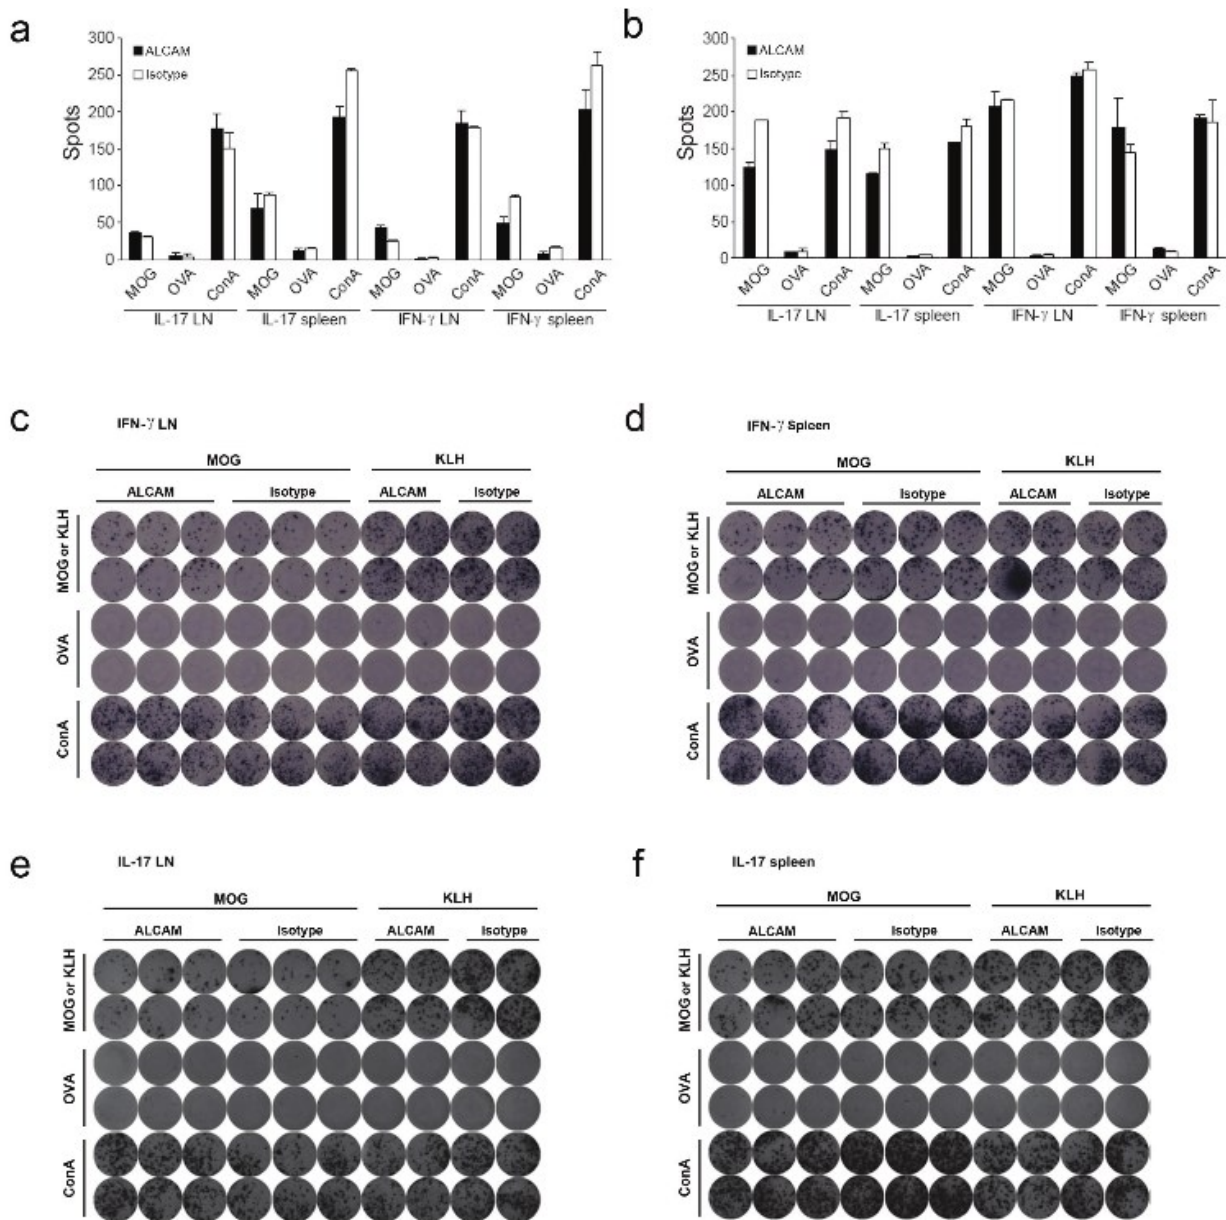 a
300
250
200
150
100
50
0
Spots
ALCAM
Isotype
MOG OVA ConA MOG OVA ConA MOG OVA ConA MOG OVA ConA
IL-17 LN IL-17 spleen IFN-γ LN IFN-γ spleen
b
300
250
200
150
100
50
0
Spots
ALCAM
Isotype
MOG OVA ConA MOG OVA ConA MOG OVA ConA MOG OVA ConA
IL-17 LN IL-17 spleen IFN-γ LN IFN-γ spleen
c
IFN-γ LN
MOG KLH
ALCAM Isotype ALCAM Isotype
MOG or KLH
OVA
ConA
d
IFN-γ Spleen
MOG KLH
ALCAM Isotype ALCAM Isotype
MOG or KLH
OVA
ConA
e
IL-17 LN
MOG KLH
ALCAM Isotype ALCAM Isotype
MOG or KLH
OVA
ConA
f
IL-17 spleen
MOG KLH
ALCAM Isotype ALCAM Isotype
MOG or KLH
OVA
ConA